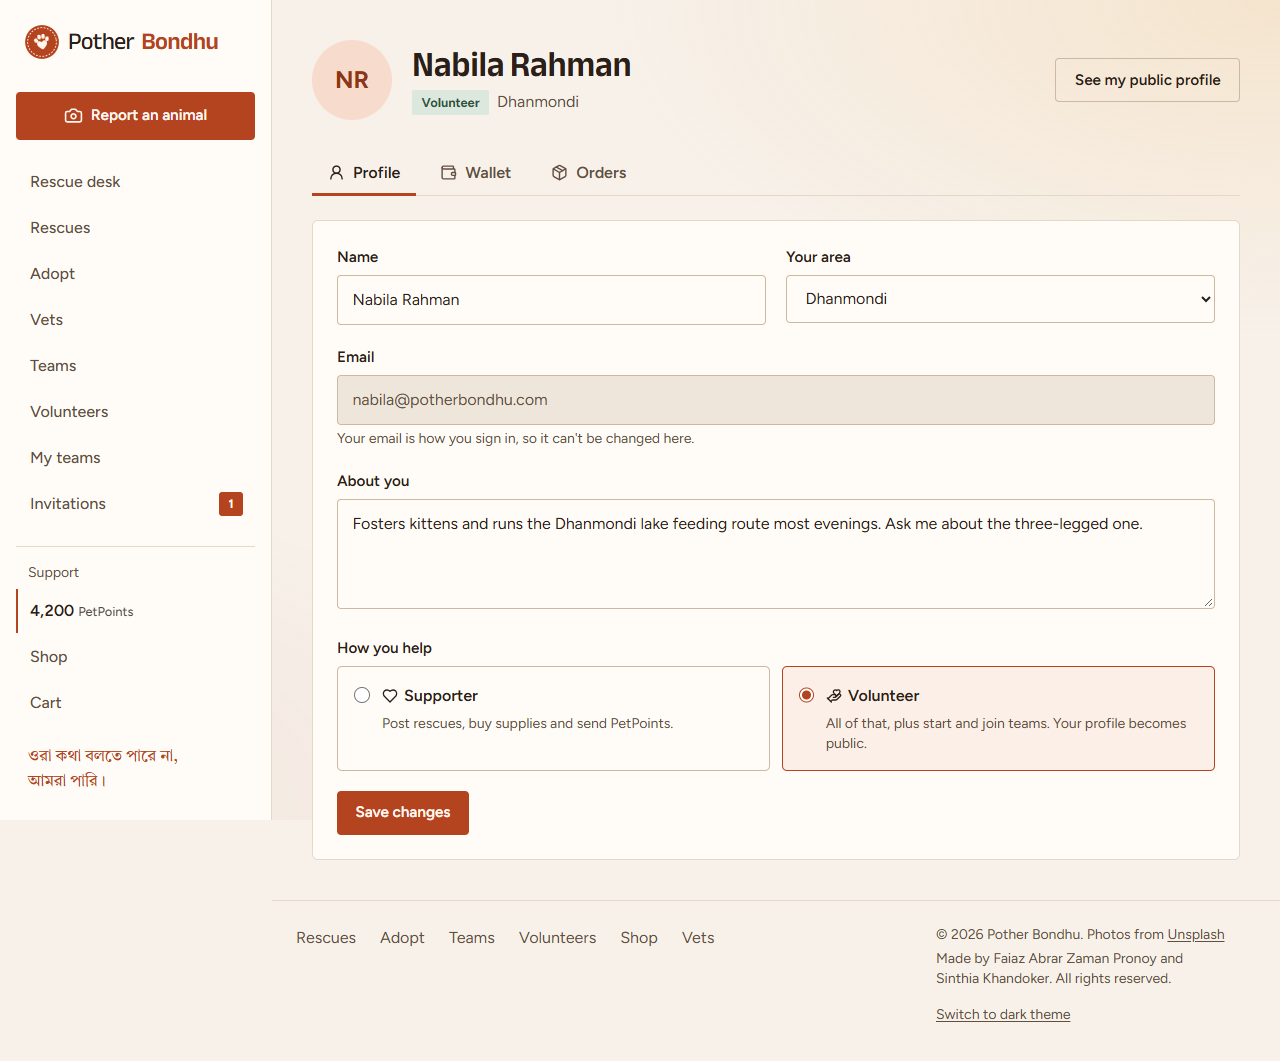 Pother Bondhu
Report an animal
Rescue desk
Rescues
Adopt
Vets
Teams
Volunteers
My teams
Invitations 1
Support
4,200 PetPoints
Shop
Cart
ওরা কথা বলতে পারে না,
আমরা পারি।
NR
Nabila Rahman
Volunteer Dhanmondi
See my public profile
Profile Wallet Orders
Name
Nabila Rahman
Your area
Dhanmondi
Email
nabila@potherbondhu.com
Your email is how you sign in, so it can't be changed here.
About you
Fosters kittens and runs the Dhanmondi lake feeding route most evenings. Ask me about the three-legged one.
How you help
Supporter
Post rescues, buy supplies and send PetPoints.
Volunteer
All of that, plus start and join teams. Your profile becomes
public.
Save changes
Rescues Adopt Teams Volunteers Shop Vets
© 2026 Pother Bondhu. Photos from Unsplash
Made by Faiaz Abrar Zaman Pronoy and
Sinthia Khandoker. All rights reserved.
Switch to dark theme